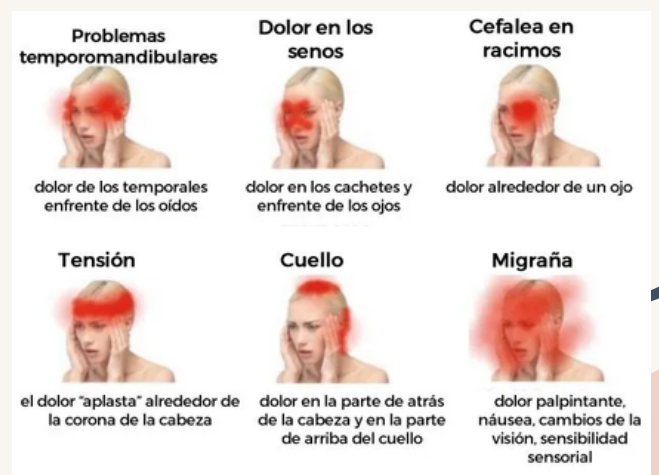 Problemas
temporomandibulares
dolor de los temporales
enfrente de los oídos
Dolor en los
senos
dolor en los cachetes y
enfrente de los ojos
Cefalea en
racimos
dolor alrededor de un ojo
Tensión
el dolor "aplasta" alrededor de
la corona de la cabeza
Cuello
dolor en la parte de atrás
de la cabeza y en la parte
de arriba del cuello
Migraña
dolor palpintante,
náusea, cambios de la
visión, sensibilidad
sensorial